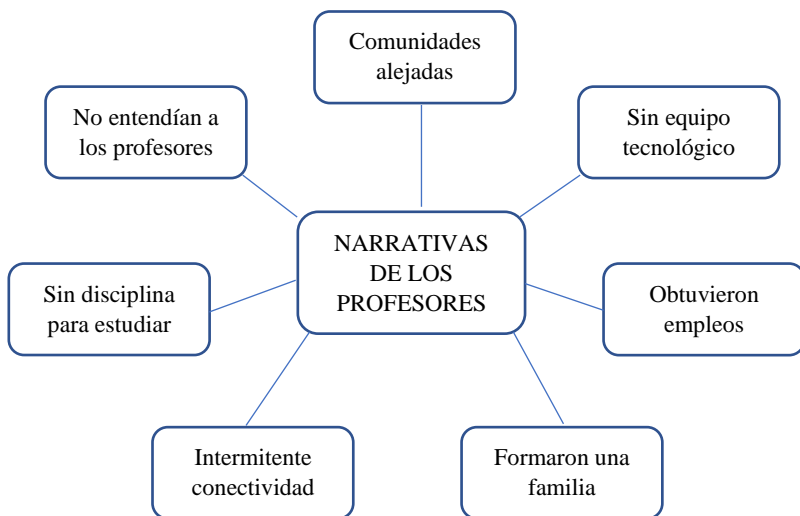 Comunidades
alejadas
No entendían a
los profesores
Sin equipo
tecnológico
NARRATIVAS
DE LOS
PROFESORES
Sin disciplina
para estudiar
Obtuvieron
empleos
Intermitente
conectividad
Formaron una
familia